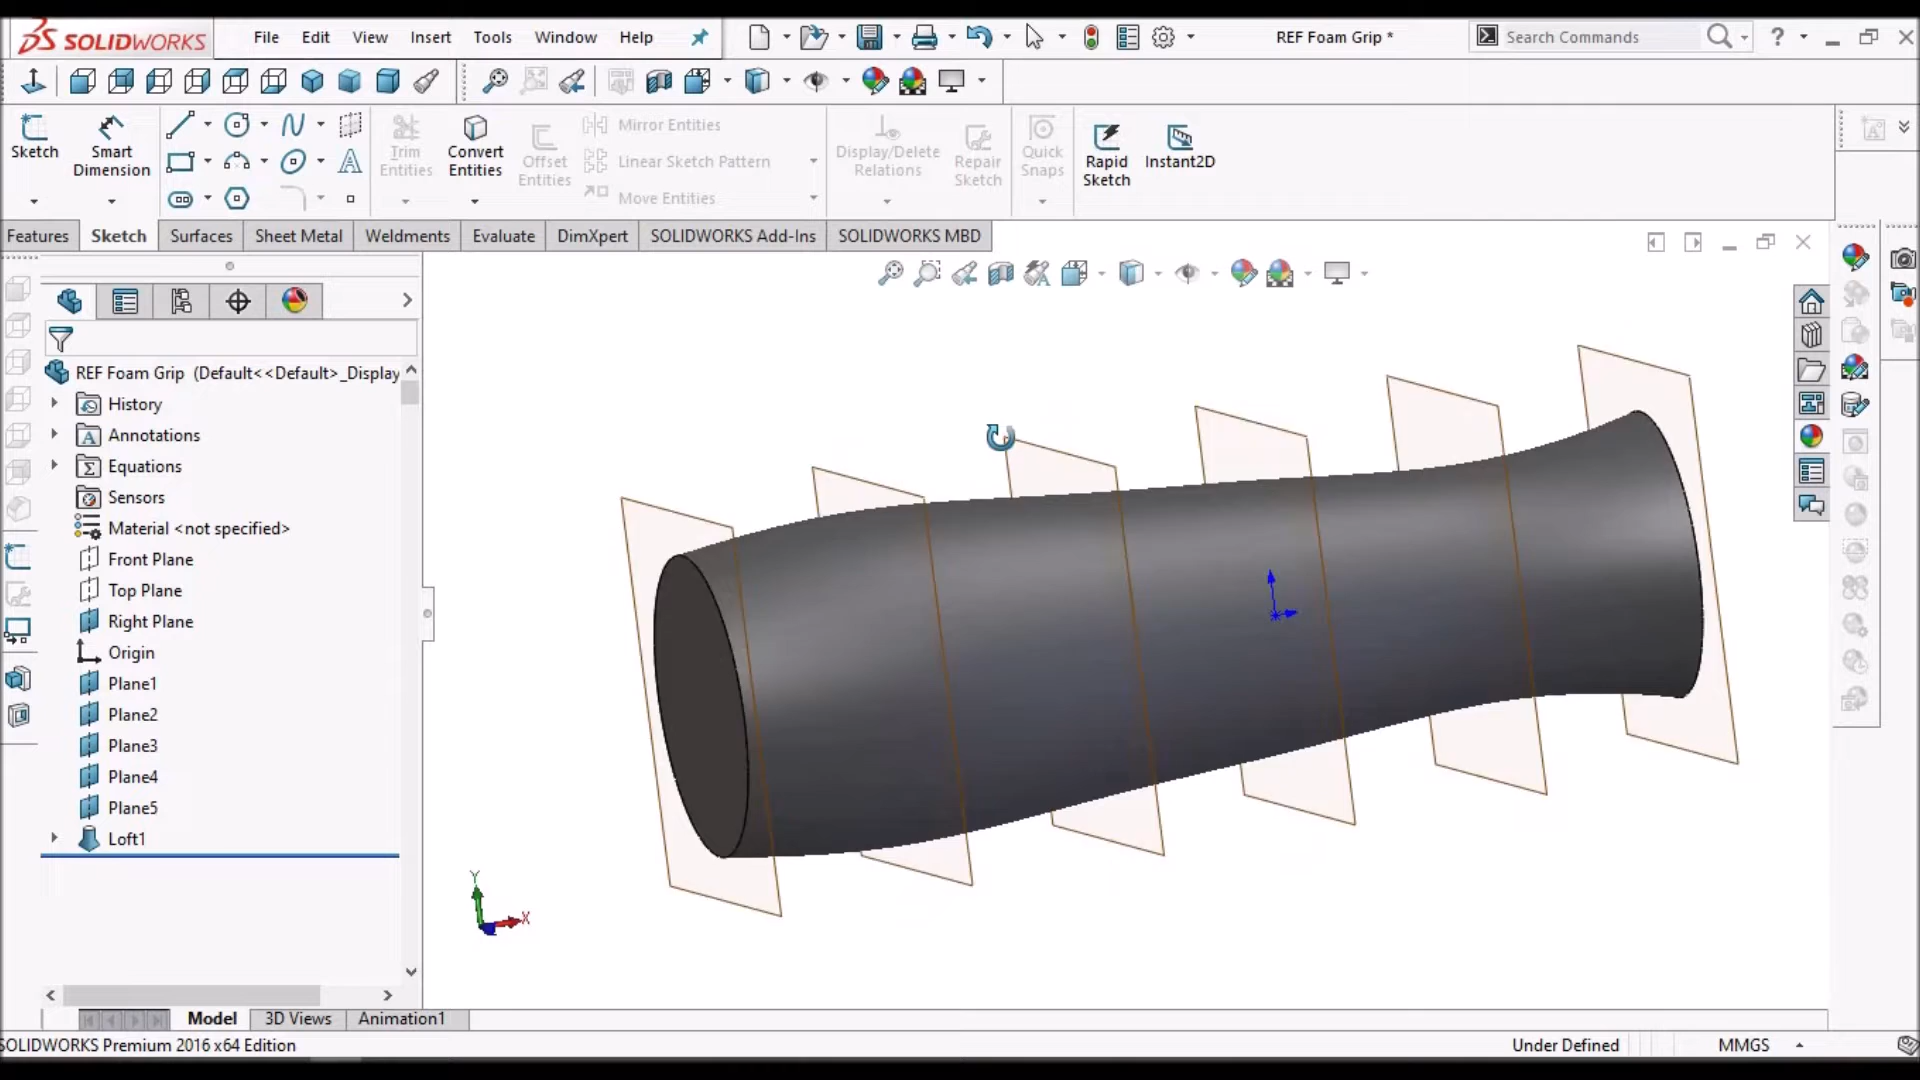 SOLIDWORKS File Edit View Insert Tools Window Help REF Foam Grip * Search Commands ?
Sketch Smart Dimension Trim Entities Convert Entities Offset Entities Mirror Entities Linear Sketch Pattern Move Entities Display/Delete Relations Repair Sketch Quick Snaps Rapid Sketch Instant2D
Features Sketch Surfaces Sheet Metal Weldments Evaluate DimXpert SOLIDWORKS Add-Ins SOLIDWORKS MBD
REF Foam Grip (Default<<Default>_Display
History
Annotations
Equations
Sensors
Material <not specified>
Front Plane
Top Plane
Right Plane
Origin
Plane1
Plane2
Plane3
Plane4
Plane5
Loft1
Y
X
Model 3D Views Animation1
SOLIDWORKS Premium 2016 x64 Edition Under Defined MMGS